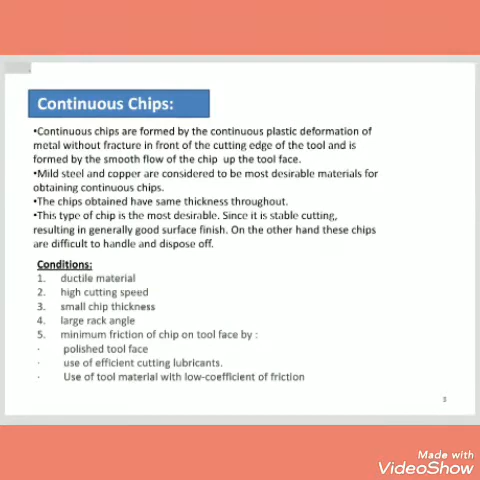 Continuous Chips:
•Continuous chips are formed by the continuous plastic deformation of
metal without fracture in front of the cutting edge of the tool and is
formed by the smooth flow of the chip up the tool face.
•Mild steel and copper are considered to be most desirable materials for
obtaining continuous chips.
•The chips obtained have same thickness throughout.
•This type of chip is the most desirable. Since it is stable cutting,
resulting in generally good surface finish. On the other hand these chips
are difficult to handle and dispose off.
Conditions:
1. ductile material
2. high cutting speed
3. small chip thickness
4. large rack angle
5. minimum friction of chip on tool face by :
· polished tool face
· use of efficient cutting lubricants.
· Use of tool material with low-coefficient of friction
3
Made with
VideoShow